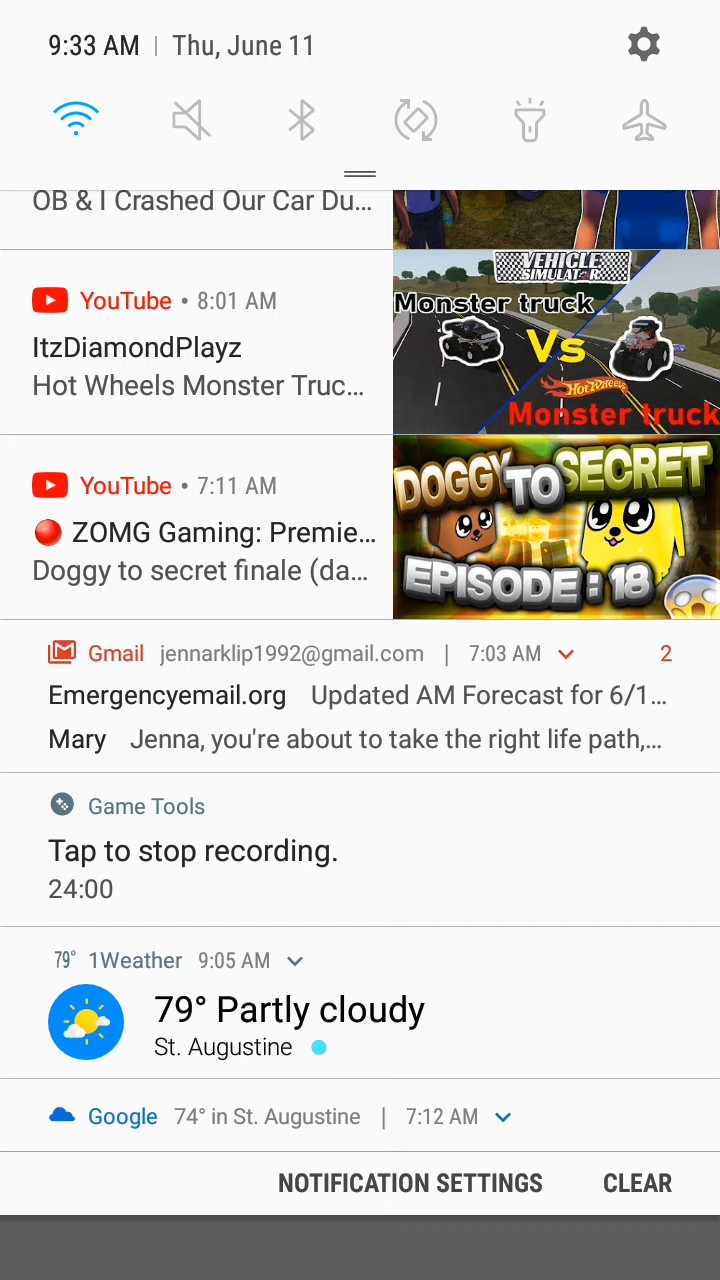 9:33 AM | Thu, June 11
OB & I Crashed Our Car Du...
YouTube • 8:01 AM
ItzDiamondPlayz
Hot Wheels Monster Truc...
VEHICLE
SIMULATOR
Monster truck
Vs
Hot Wheels
Monster truck
YouTube • 7:11 AM
ZOMG Gaming: Premie...
Doggy to secret finale (da...
DOGGY TO SECRET
EPISODE : 18
Gmail jennarklip1992@gmail.com | 7:03 AM 2
Emergencyemail.org Updated AM Forecast for 6/1...
Mary Jenna, you're about to take the right life path,...
Game Tools
Tap to stop recording.
24:00
79° 1Weather 9:05 AM
79° Partly cloudy
St. Augustine
Google 74° in St. Augustine | 7:12 AM
NOTIFICATION SETTINGS CLEAR